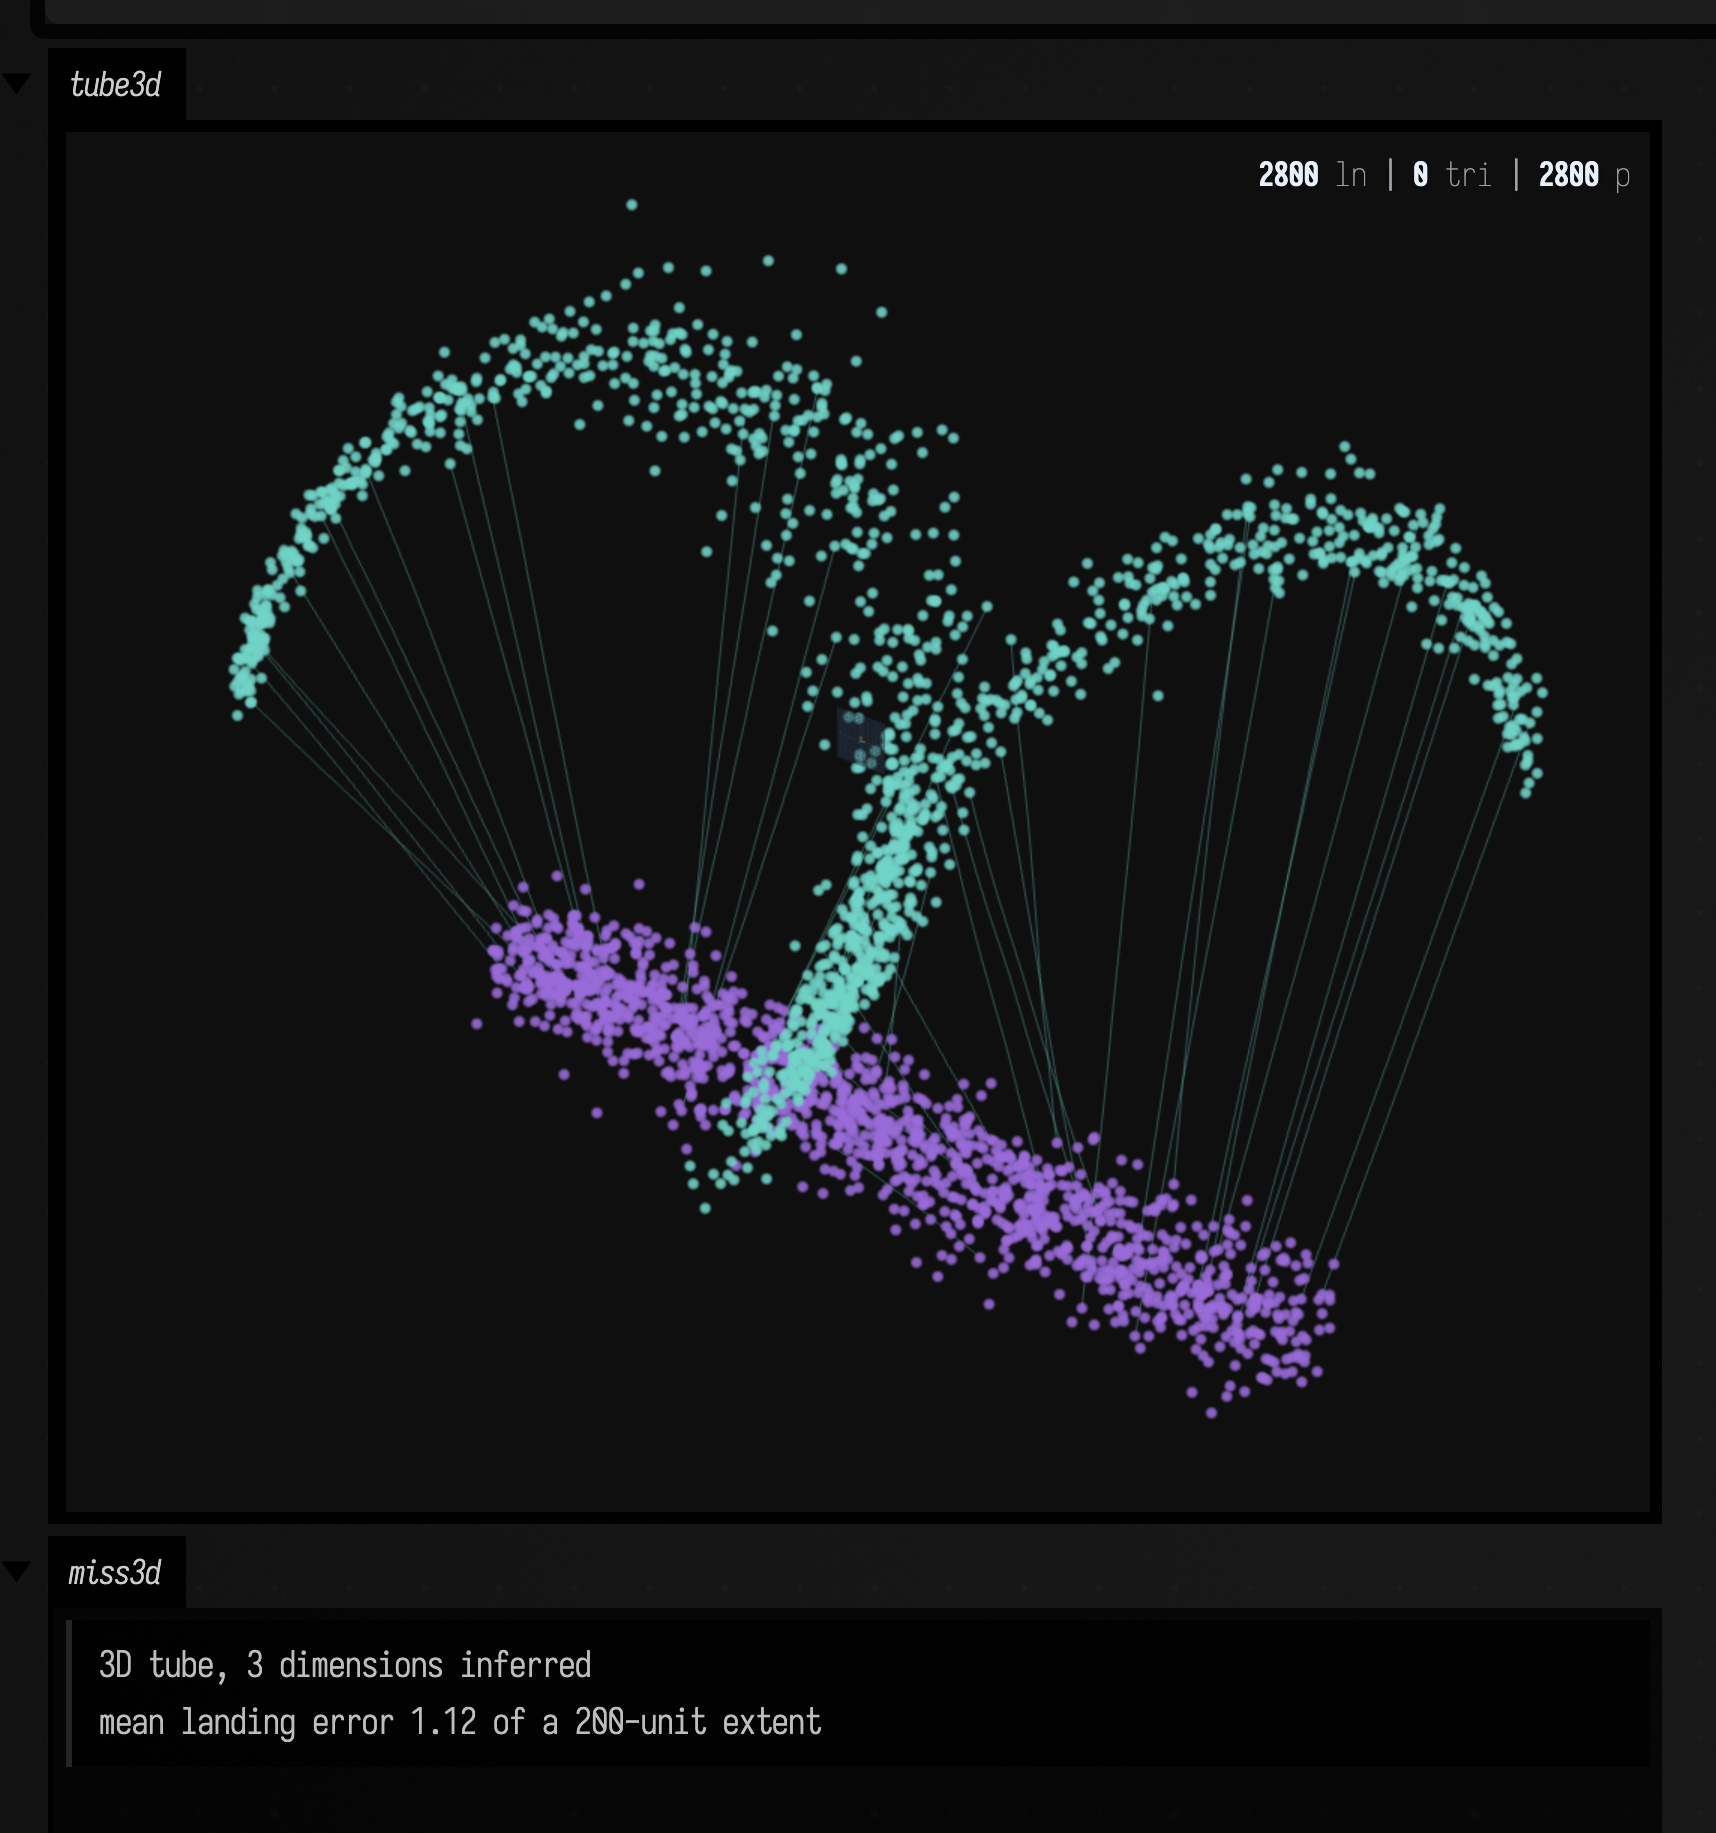 tube3d
2800 ln | 0 tri | 2800 p
miss3d
3D tube, 3 dimensions inferred
mean landing error 1.12 of a 200-unit extent